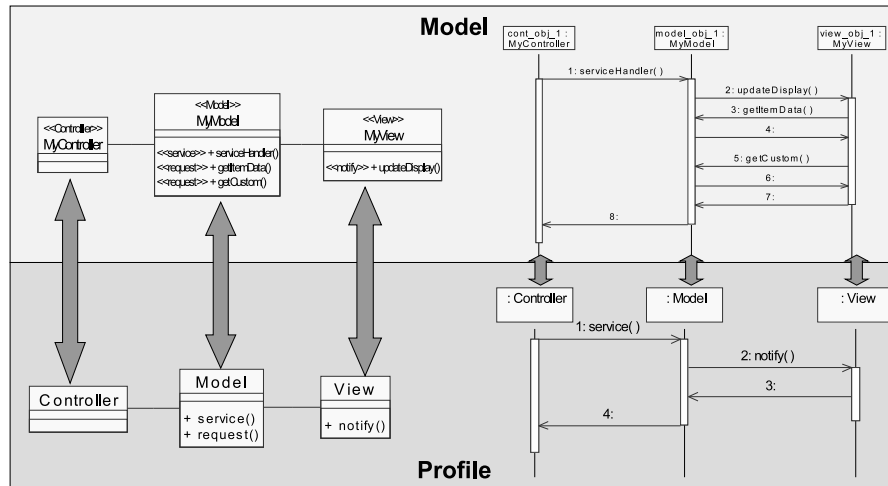 Model
<<Controller>>
MyController
<<Model>>
MyModel
<<service>> + serviceHandler()
<<request>> + getItemData()
<<request>> + getCustom()
<<View>>
MyView
<<notify>> + updateDisplay()
cont_obj_1 :
MyController
model_obj_1 :
MyModel
view_obj_1 :
MyView
1: serviceHandler( )
2: updateDisplay( )
3: getItemData( )
4:
5: getCustom( )
6:
7:
8:
Controller
Model
+ service()
+ request()
View
+ notify()
: Controller
: Model
: View
1: service( )
2: notify( )
3:
4:
Profile